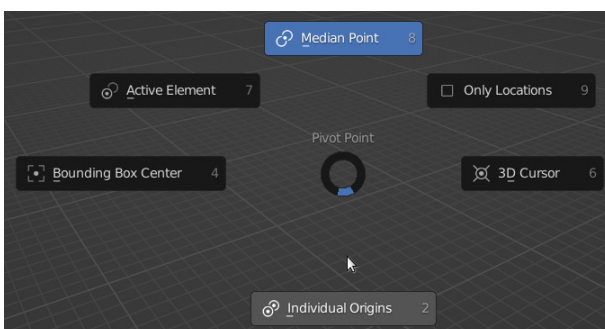 Median Point 8
Active Element 7
Only Locations 9
Pivot Point
Bounding Box Center 4
3D Cursor 6
Individual Origins 2